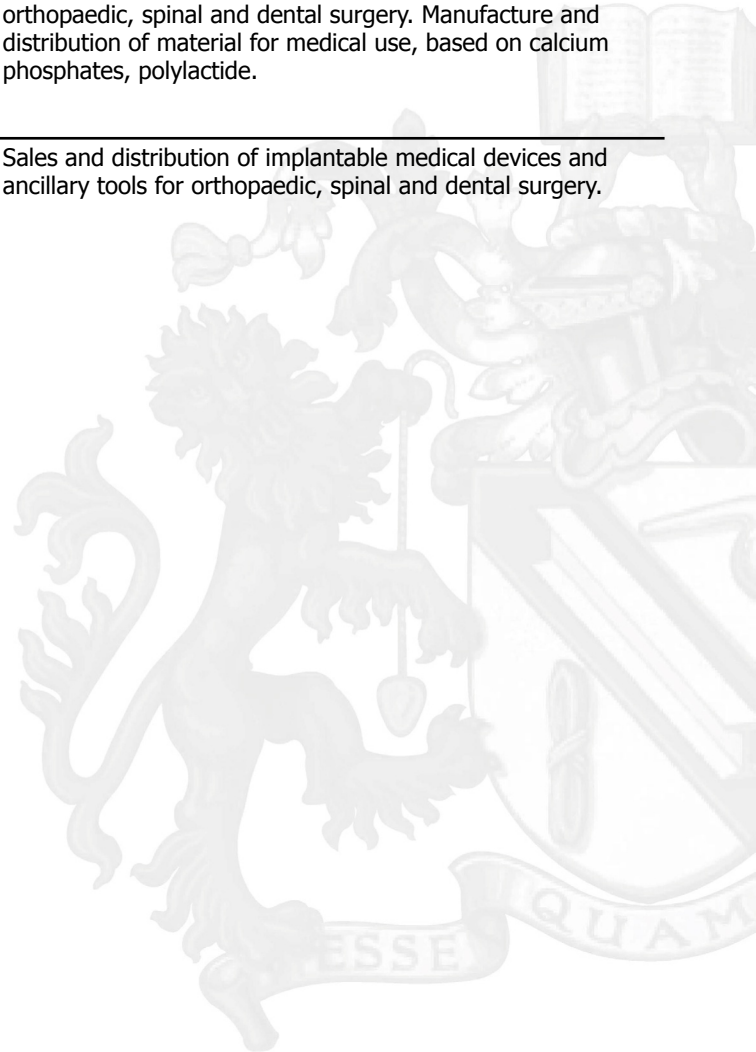 orthopaedic, spinal and dental surgery. Manufacture and
distribution of material for medical use, based on calcium
phosphates, polylactide.
Sales and distribution of implantable medical devices and
ancillary tools for orthopaedic, spinal and dental surgery.
ESSE
QUAM